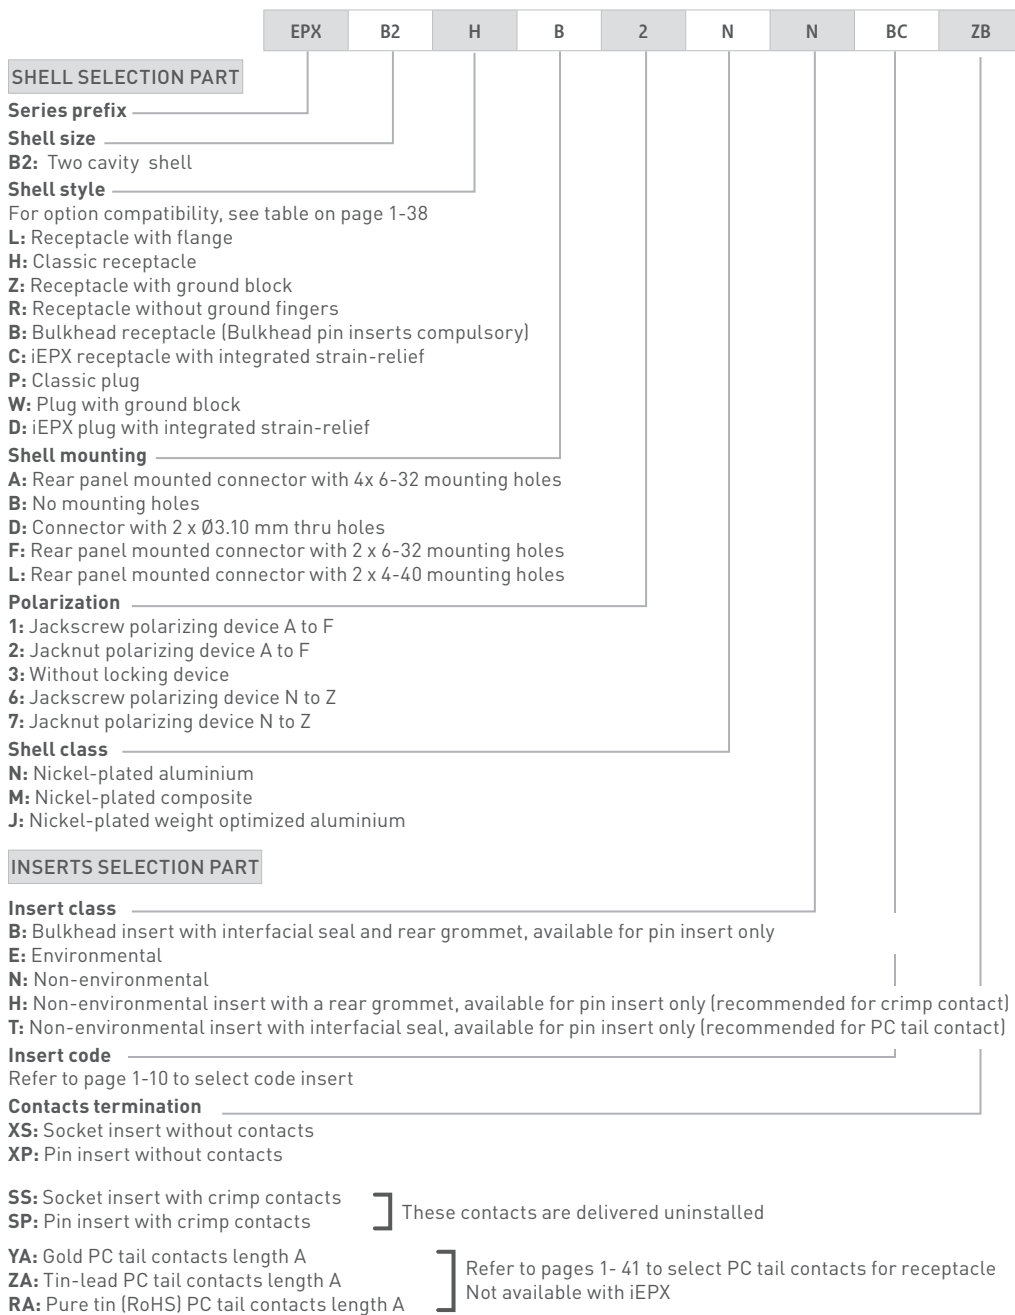 EPX B2 H B 2 N N BC ZB
SHELL SELECTION PART
Series prefix
Shell size
B2: Two cavity shell
Shell style
For option compatibility, see table on page 1-38
L: Receptacle with flange
H: Classic receptacle
Z: Receptacle with ground block
R: Receptacle without ground fingers
B: Bulkhead receptacle (Bulkhead pin inserts compulsory)
C: iEPX receptacle with integrated strain-relief
P: Classic plug
W: Plug with ground block
D: iEPX plug with integrated strain-relief
Shell mounting
A: Rear panel mounted connector with 4x 6-32 mounting holes
B: No mounting holes
D: Connector with 2 x Ø3.10 mm thru holes
F: Rear panel mounted connector with 2 x 6-32 mounting holes
L: Rear panel mounted connector with 2 x 4-40 mounting holes
Polarization
1: Jackscrew polarizing device A to F
2: Jacknut polarizing device A to F
3: Without locking device
6: Jackscrew polarizing device N to Z
7: Jacknut polarizing device N to Z
Shell class
N: Nickel-plated aluminium
M: Nickel-plated composite
J: Nickel-plated weight optimized aluminium
INSERTS SELECTION PART
Insert class
B: Bulkhead insert with interfacial seal and rear grommet, available for pin insert only
E: Environmental
N: Non-environmental
H: Non-environmental insert with a rear grommet, available for pin insert only (recommended for crimp contact)
T: Non-environmental insert with interfacial seal, available for pin insert only (recommended for PC tail contact)
Insert code
Refer to page 1-10 to select code insert
Contacts termination
XS: Socket insert without contacts
XP: Pin insert without contacts
SS: Socket insert with crimp contacts
SP: Pin insert with crimp contacts
These contacts are delivered uninstalled
YA: Gold PC tail contacts length A
ZA: Tin-lead PC tail contacts length A
RA: Pure tin (RoHS) PC tail contacts length A
Refer to pages 1- 41 to select PC tail contacts for receptacle
Not available with iEPX